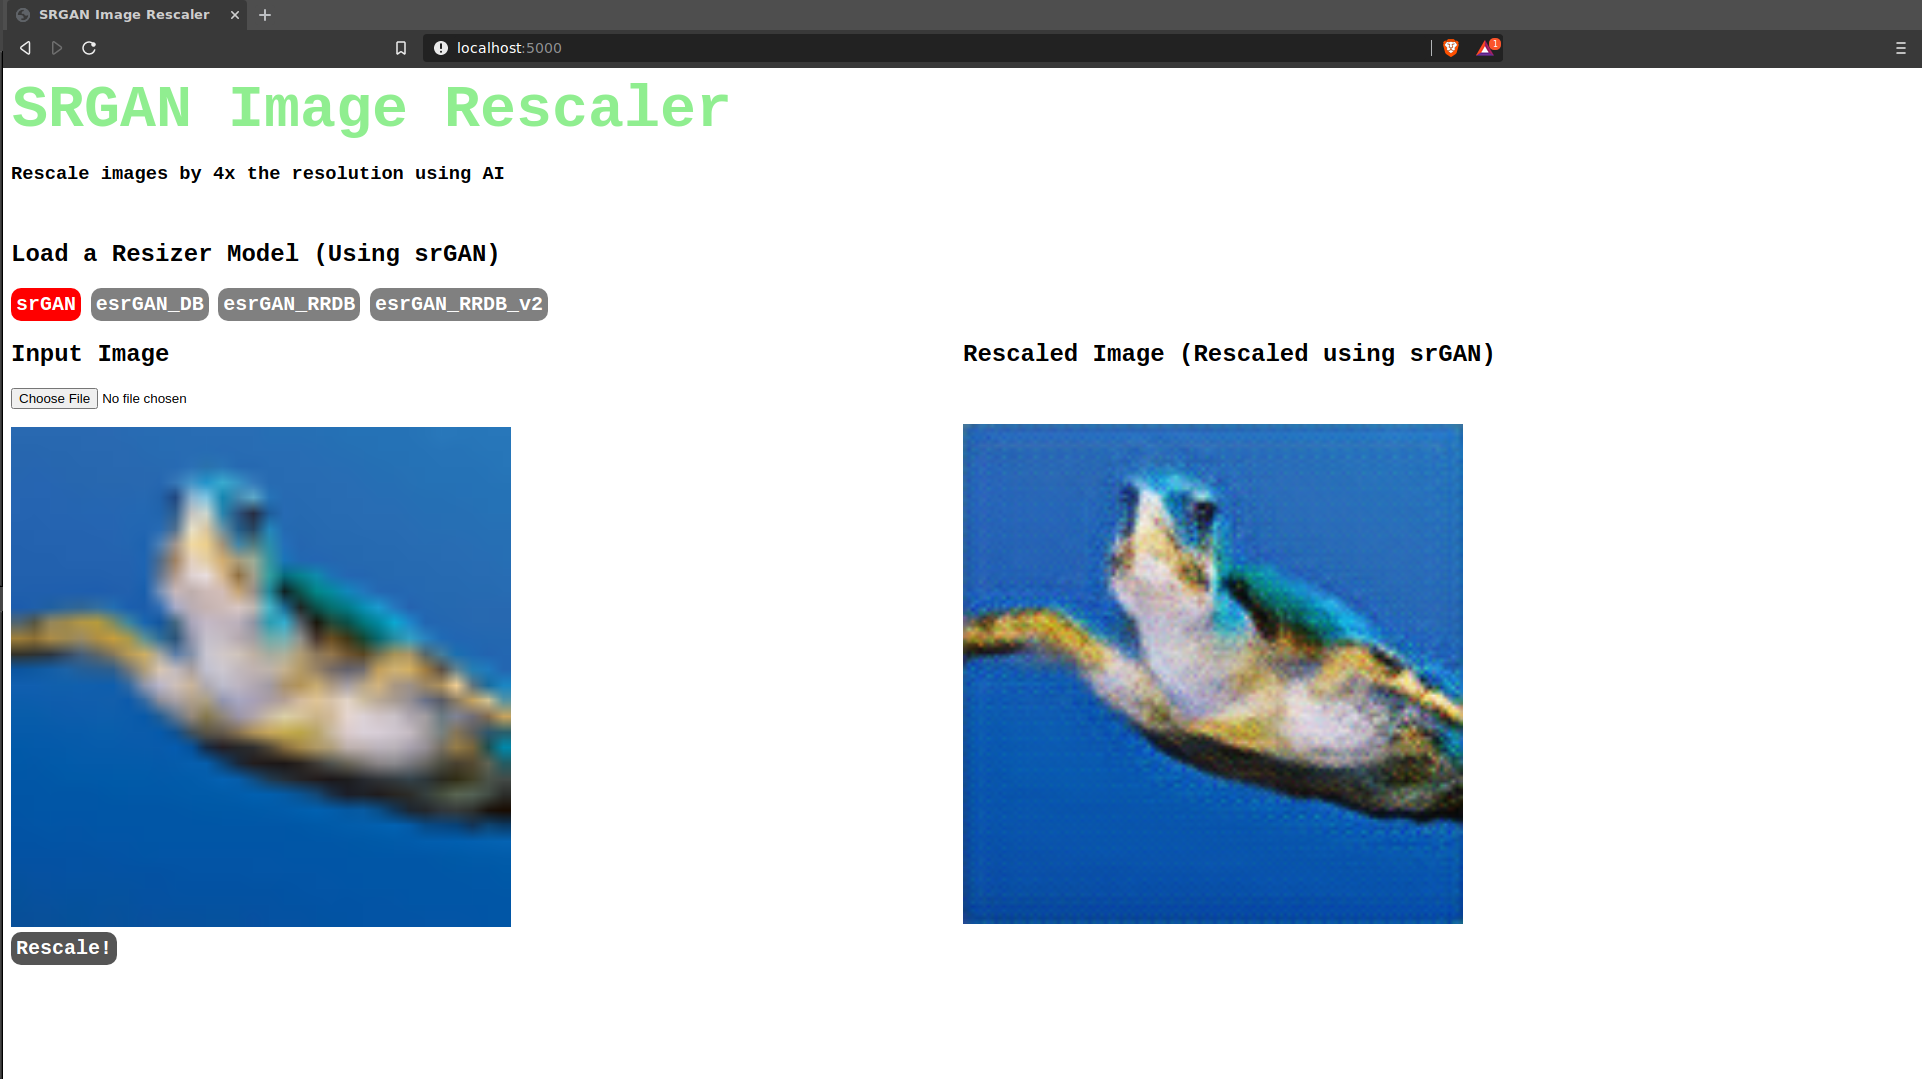 SRGAN Image Rescaler
localhost:5000
1
SRGAN Image Rescaler
Rescale images by 4x the resolution using AI
Load a Resizer Model (Using srGAN)
srGAN esrGAN_DB esrGAN_RRDB esrGAN_RRDB_v2
Input Image
Choose File No file chosen
Rescale!
Rescaled Image (Rescaled using srGAN)